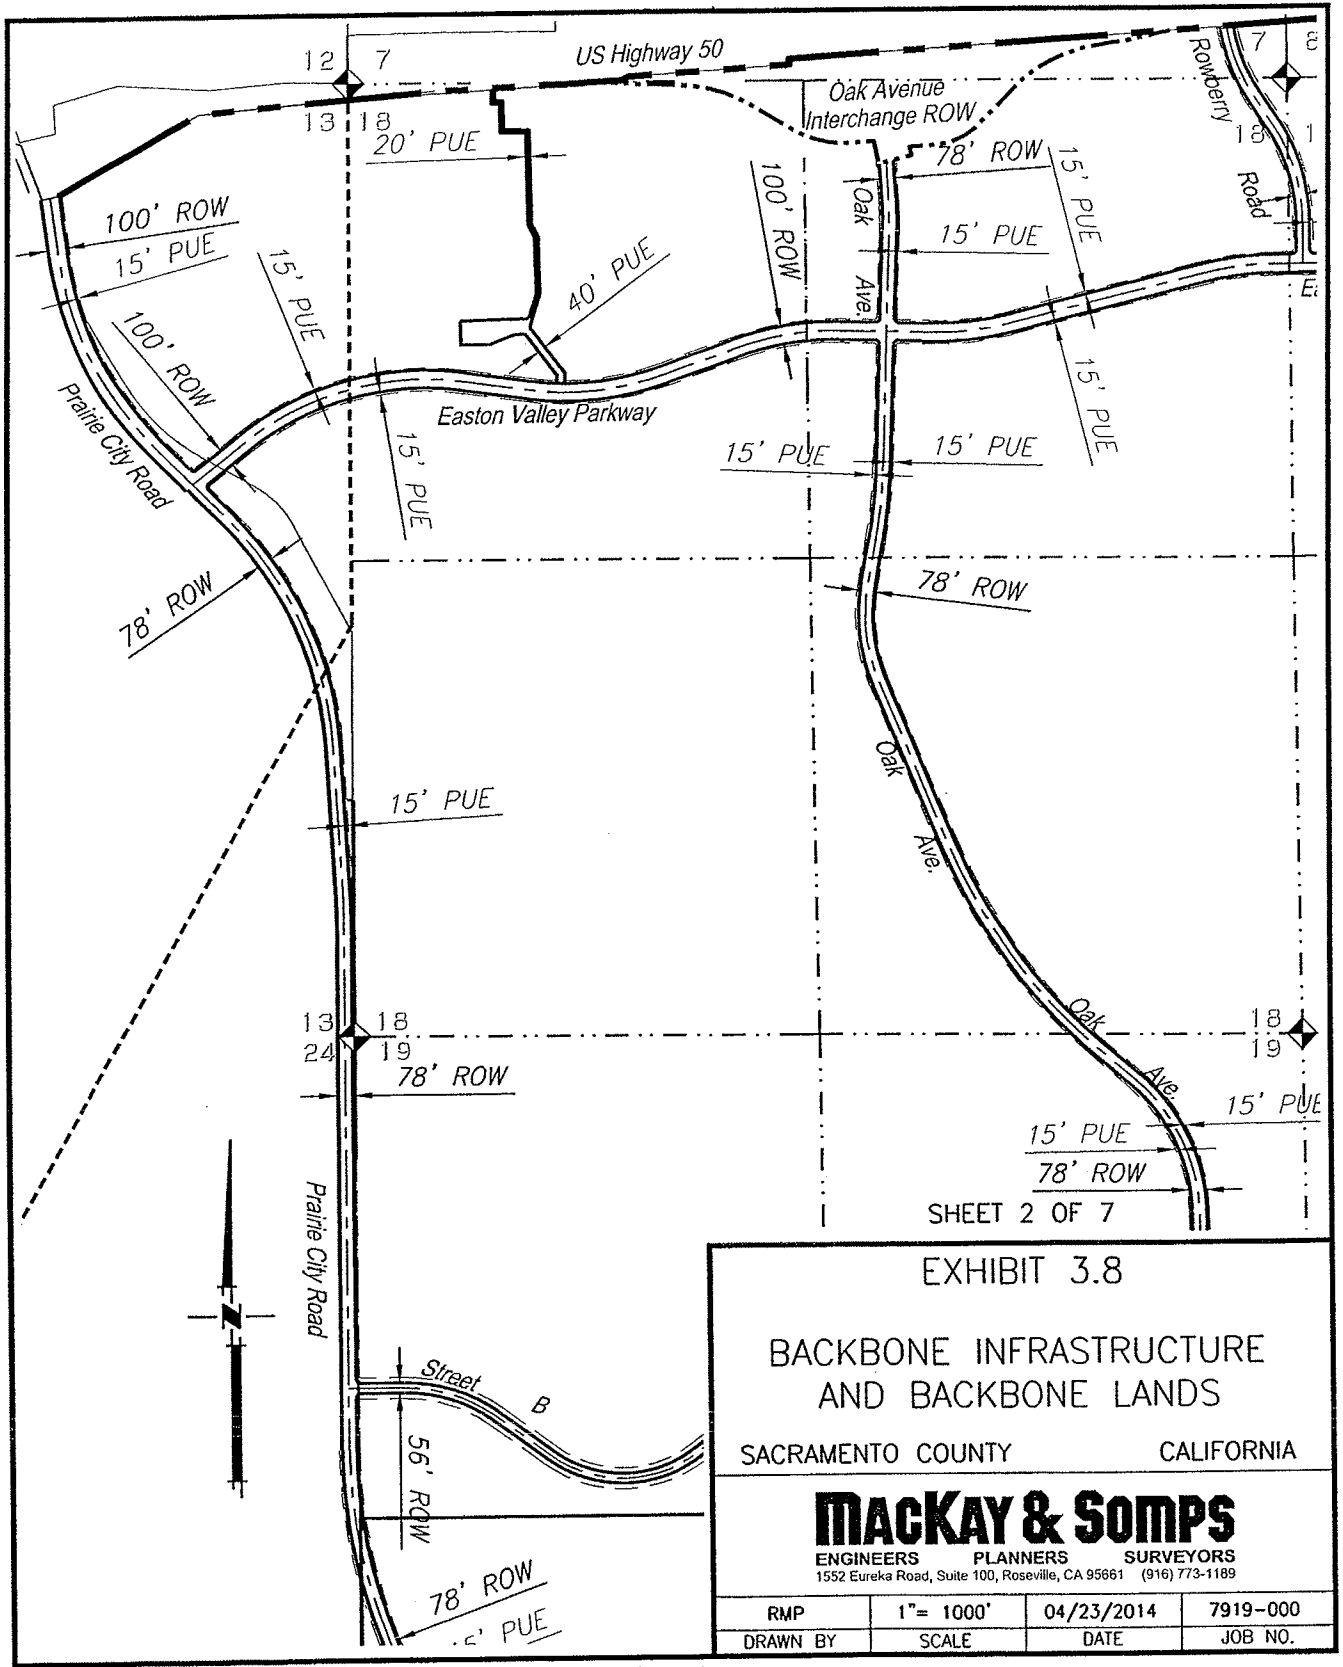 US Highway 50
12 7
13 18
7 8
18 1
20' PUE
Oak Avenue
Interchange ROW
Rowberry
Road
78' ROW
15' PUE
100' ROW
15' PUE
100' ROW
Oak
Ave.
15' PUE
15' PUE
40' PUE
100' ROW
15' PUE
Prairie City Road
Easton Valley Parkway
15' PUE
15' PUE
15' PUE
15' PUE
78' ROW
78' ROW
Oak
Ave.
15' PUE
13 18
24 19
Oak
Ave.
18
19
78' ROW
15' PUE
15' PUE
78' ROW
SHEET 2 OF 7
Prairie City Road
Street B
56' ROW
78' ROW
PUE
N
EXHIBIT 3.8
BACKBONE INFRASTRUCTURE
AND BACKBONE LANDS
SACRAMENTO COUNTY CALIFORNIA
MACKAY & SOMPS
ENGINEERS PLANNERS SURVEYORS
1552 Eureka Road, Suite 100, Roseville, CA 95661 (916) 773-1189
RMP 1"= 1000' 04/23/2014 7919-000
DRAWN BY SCALE DATE JOB NO.